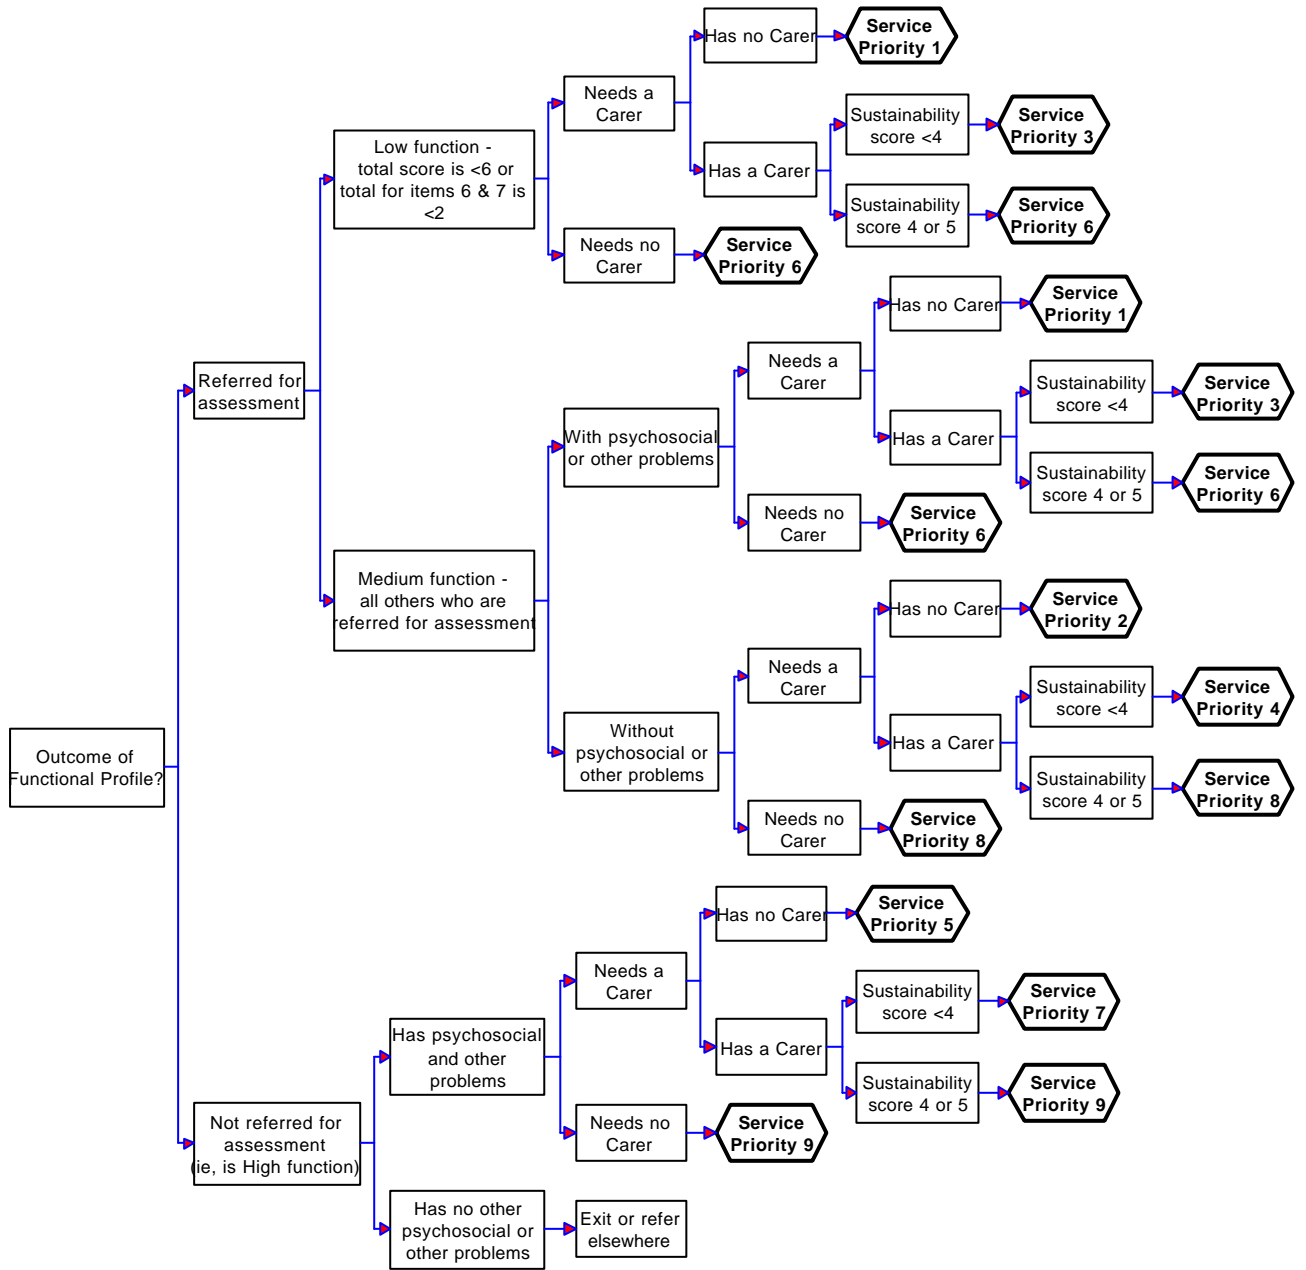 Outcome of
Functional Profile?
Referred for
assessment
Low function -
total score is <6 or
total for items 6 & 7 is
<2
Needs a
Carer
Has no Carer
Service
Priority 1
Has a Carer
Sustainability
score <4
Service
Priority 3
Sustainability
score 4 or 5
Service
Priority 6
Needs no
Carer
Service
Priority 6
Medium function -
all others who are
referred for assessment
With psychosocial
or other problems
Needs a
Carer
Has no Carer
Service
Priority 1
Has a Carer
Sustainability
score <4
Service
Priority 3
Sustainability
score 4 or 5
Service
Priority 6
Needs no
Carer
Service
Priority 6
Without
psychosocial or
other problems
Needs a
Carer
Has no Carer
Service
Priority 2
Has a Carer
Sustainability
score <4
Service
Priority 4
Sustainability
score 4 or 5
Service
Priority 8
Needs no
Carer
Service
Priority 8
Not referred for
assessment
(ie, is High function)
Has psychosocial
and other
problems
Needs a
Carer
Has no Carer
Service
Priority 5
Has a Carer
Sustainability
score <4
Service
Priority 7
Sustainability
score 4 or 5
Service
Priority 9
Needs no
Carer
Service
Priority 9
Has no other
psychosocial or
other problems
Exit or refer
elsewhere